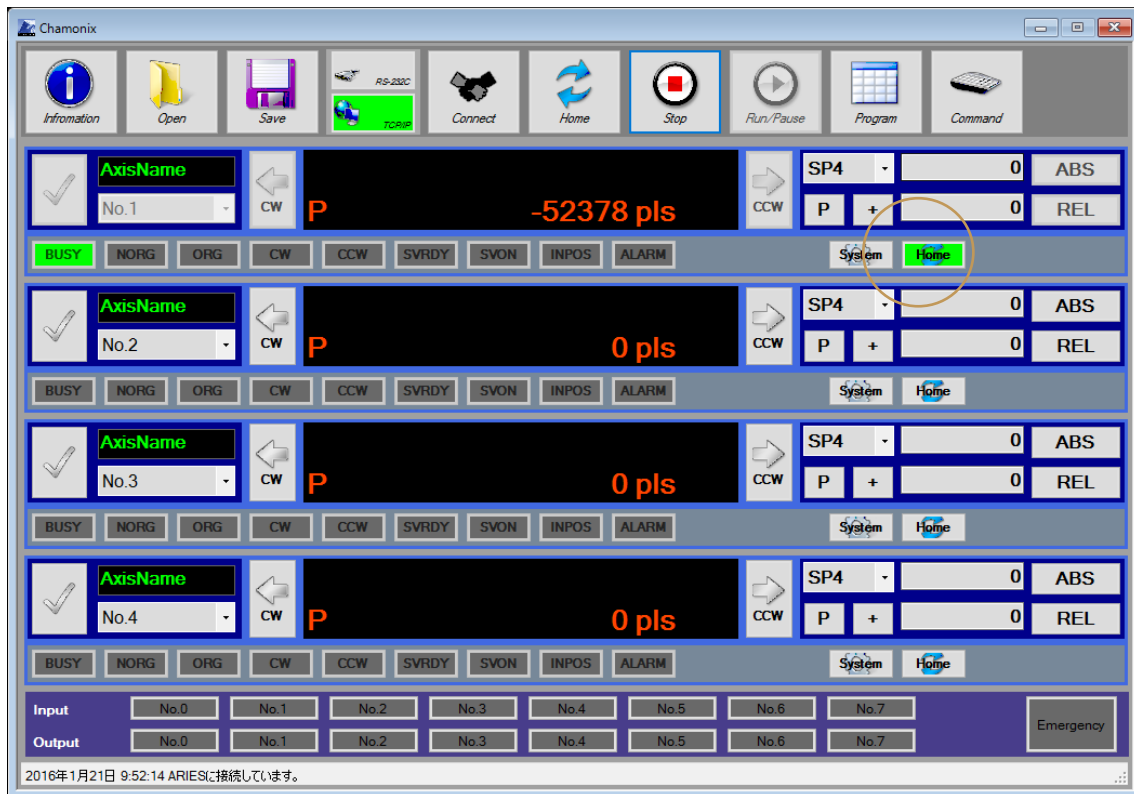 Chamonix
Infromation Open Save RS-232C TCP/IP Connect Home Stop Run/Pause Program Command
AxisName SP4 0 ABS
No.1 CW P -52378 pls CCW P + 0 REL
BUSY NORG ORG CW CCW SVRDY SVON INPOS ALARM System Home
AxisName SP4 0 ABS
No.2 CW P 0 pls CCW P + 0 REL
BUSY NORG ORG CW CCW SVRDY SVON INPOS ALARM System Home
AxisName SP4 0 ABS
No.3 CW P 0 pls CCW P + 0 REL
BUSY NORG ORG CW CCW SVRDY SVON INPOS ALARM System Home
AxisName SP4 0 ABS
No.4 CW P 0 pls CCW P + 0 REL
BUSY NORG ORG CW CCW SVRDY SVON INPOS ALARM System Home
Input No.0 No.1 No.2 No.3 No.4 No.5 No.6 No.7
Output No.0 No.1 No.2 No.3 No.4 No.5 No.6 No.7 Emergency
2016年1月21日 9:52:14 ARIESに接続しています。